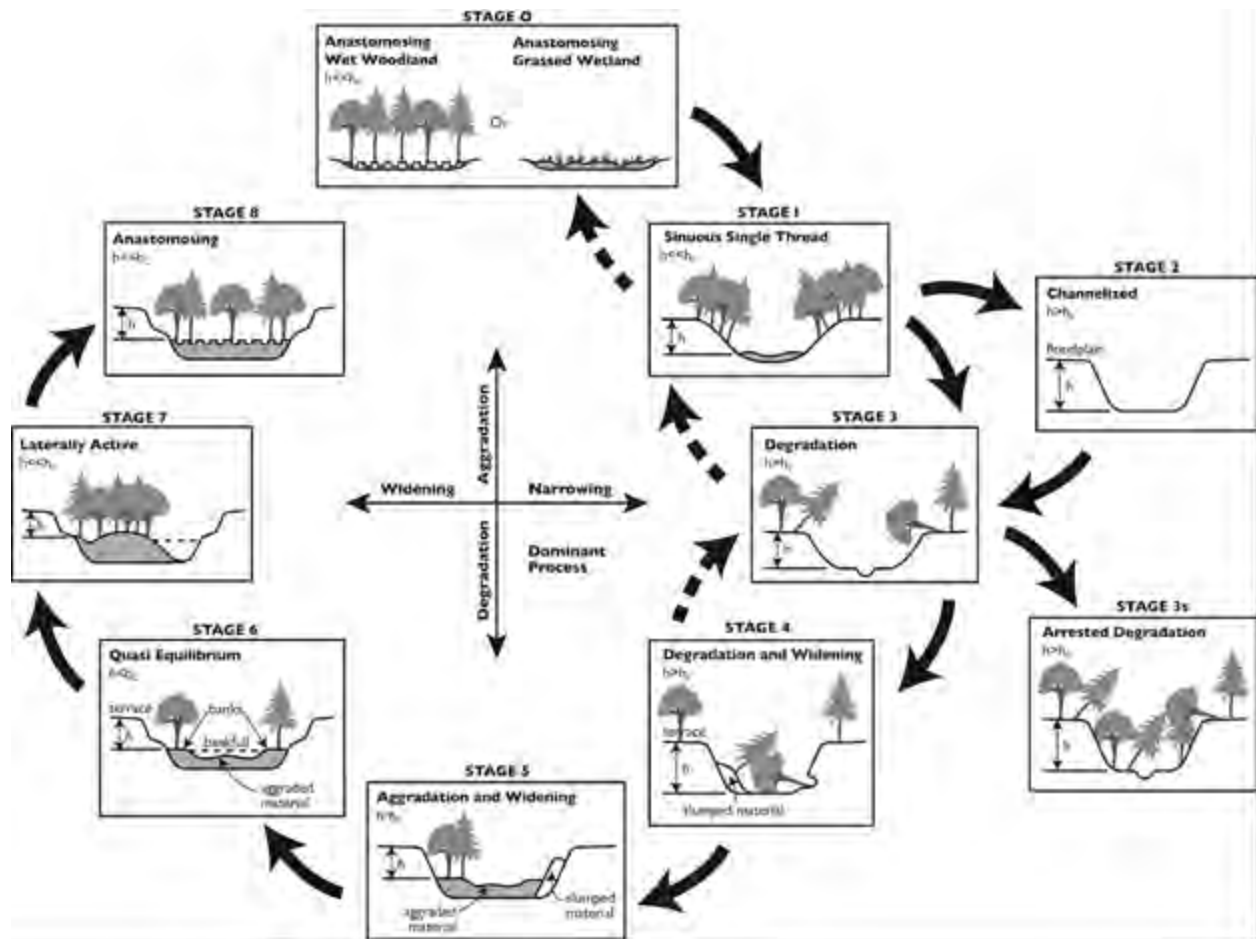 STAGE 0
Anastomosing
Wet Woodland
Anastomosing
Grassed Wetland
Or
STAGE 1
Sinuous Single Thread
h
STAGE 2
Channelized
floodplain
h
STAGE 3
Degradation
h
STAGE 3s
Arrested Degradation
h
STAGE 4
Degradation and Widening
terrace
h
slumped material
STAGE 5
Aggradation and Widening
h
aggraded
material
slumped
material
STAGE 6
Quasi Equilibrium
terrace
banks
h
bankfull
aggraded
material
STAGE 7
Laterally Active
h
STAGE 8
Anastomosing
h
Aggradation
Widening
Narrowing
Degradation
Dominant
Process